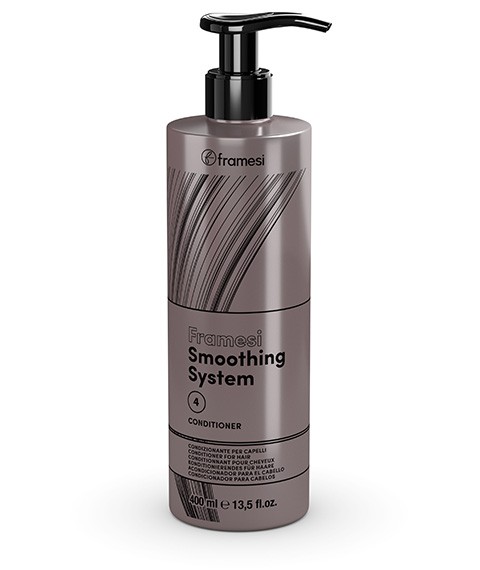 framesi
Framesi
Smoothing
System
4
CONDITIONER
CONDIZIONANTE PER CAPELLI
CONDITIONER FOR HAIR
CONDITIONNANT POUR CHEVEUX
KONDITIONIERENDES FÜR HAARE
ACONDICIONADOR PARA EL CABELLO
CONDICIONADOR PARA CABELOS
400 ml ℮ 13,5 fl.oz.